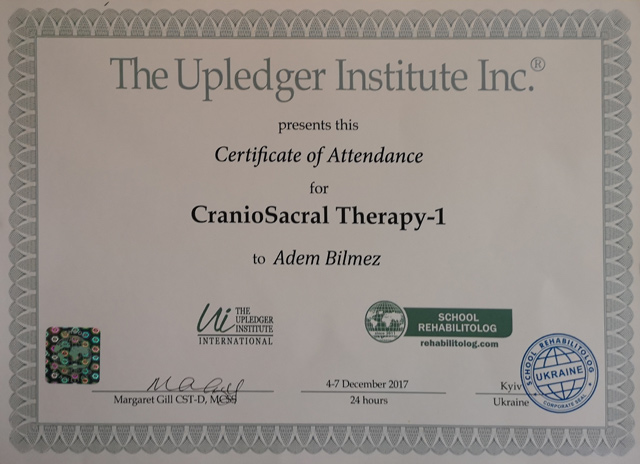 The Upledger Institute Inc.®
presents this
Certificate of Attendance
for
CranioSacral Therapy-1
to Adem Bilmez
Ui THE
UPLEDGER
INSTITUTE
INTERNATIONAL
SCHOOL
REHABILITOLOG
rehabilitolog.com
SCHOOL REHABILITOLOG
UKRAINE
CORPORATE SEAL
4-7 December 2017
Kyiv
Margaret Gill CST-D, MCSS
24 hours
Ukraine